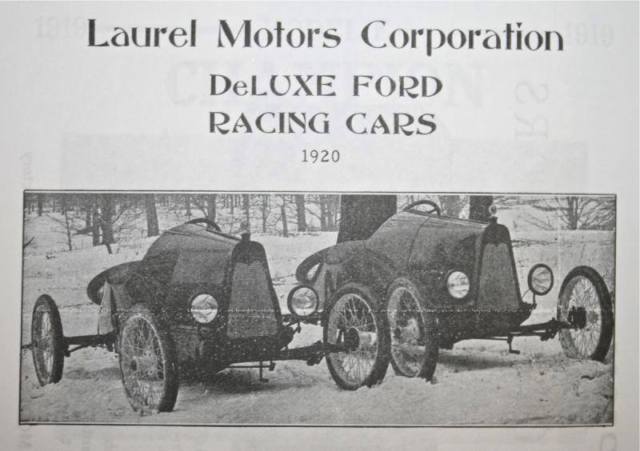 Laurel Motors Corporation
DeLUXE FORD
RACING CARS
1920